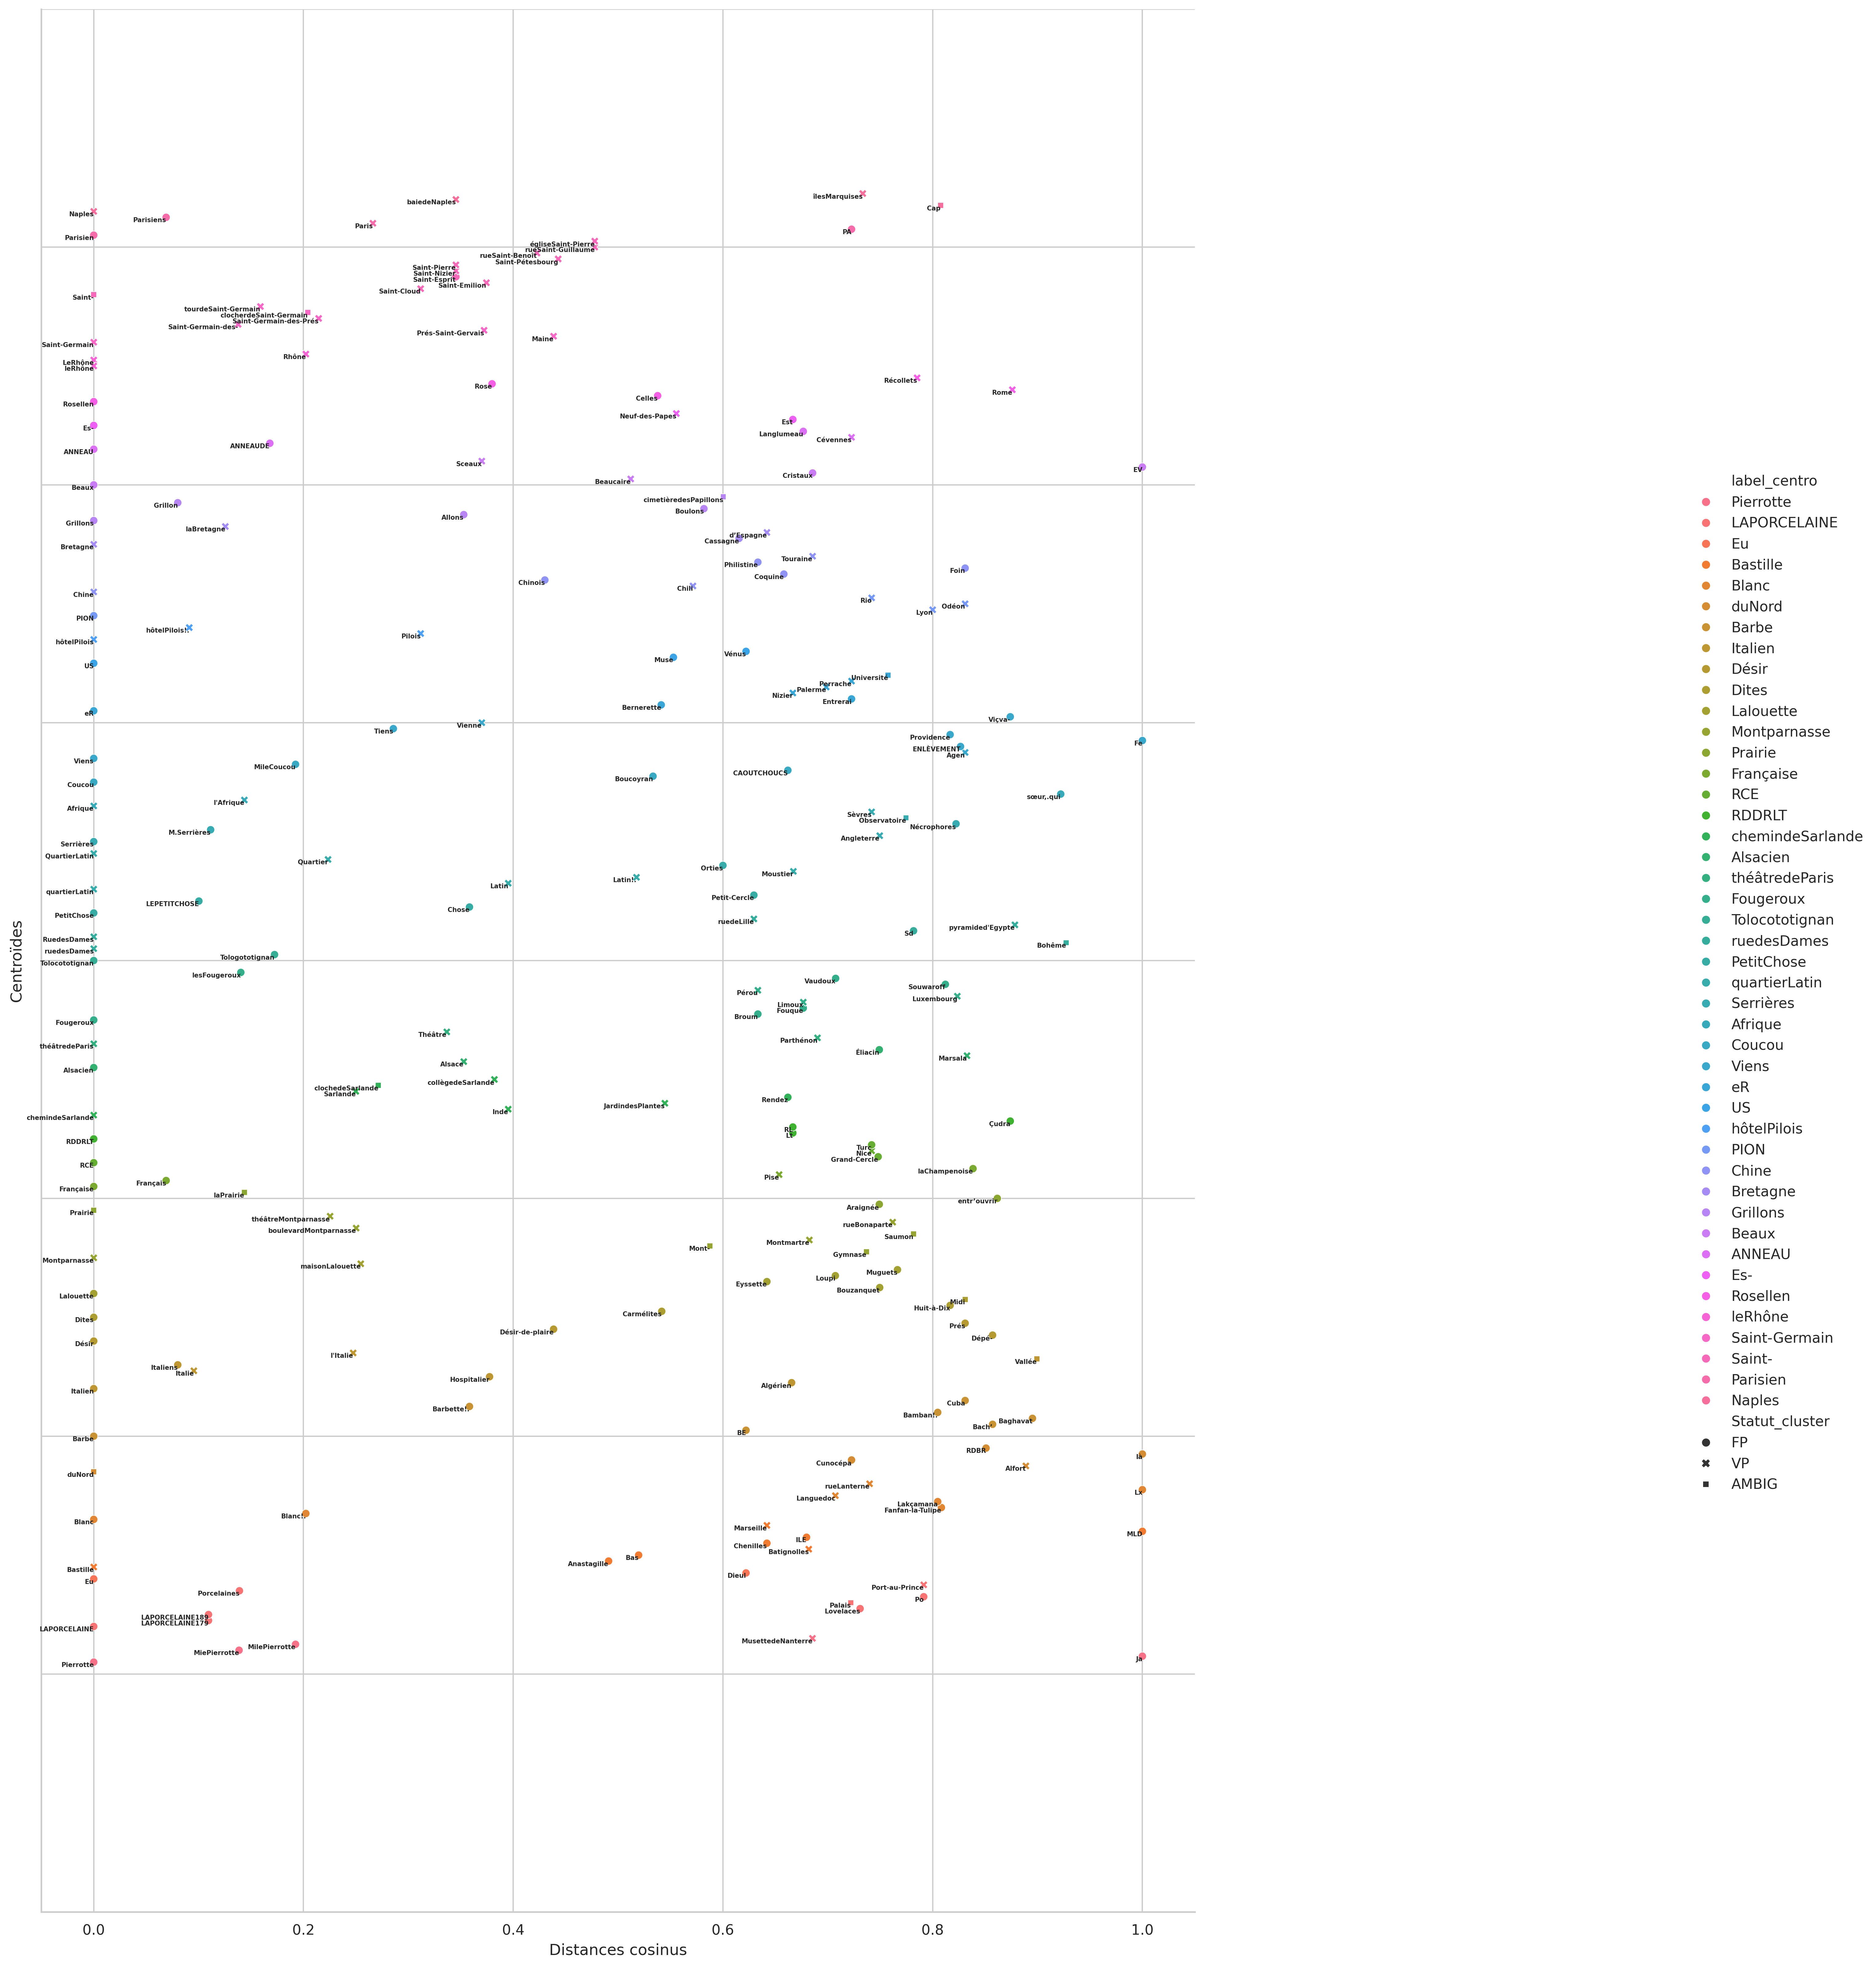 îlesMarquises
baiedeNaples
Cap
Naples
Parisiens
Paris
PA
Parisien
égliseSaint-Pierre
rueSaint-Guillaume
rueSaint-Benoît
Saint-Pétesbourg
Saint-Pierre
Saint-Nizier
Saint-Esprit
Saint-Emilion
Saint-Cloud
Saint-
tourdeSaint-Germain
clocherdeSaint-Germain
Saint-Germain-des-Prés
Saint-Germain-des
Prés-Saint-Gervais
Maine
Saint-Germain
Rhône
LeRhône
leRhône
Récollets
Rose
Rome
Celles
Rosellen
Neuf-des-Papes
Est
Es-
Langlumeau
Cévennes
ANNEAUDE
ANNEAU
Sceaux
EV
Cristaux
Beaucaire
Beaux
cimetièredesPapillons
Grillon
Boulons
Allons
Grillons
laBretagne
d'Espagne
Cassagne
Bretagne
Touraine
Philistine
Foin
Coquine
Chinois
Chili
Chine
Rio
Odéon
Lyon
PION
hôtelPilois!.
Pilois
hôtelPilois
Vénus
Muse
US
Université
Perrache
Palerme
Nizier
Entrerai
Bernerette
eR
Viçva-
Vienne
Tiens
Providence
Fe
ENLÈVEMENT
Agen
Viens
MlleCoucou
CAOUTCHOUCS
Boucoyran
Coucou
sœur,.qui
l'Afrique
Afrique
Sèvres
Observatoire
Nécrophores
M.Serrières
Angleterre
Serrières
QuartierLatin
Quartier
Orties
Moustier
Latin!.
Latin
quartierLatin
Petit-Cercle
LEPETITCHOSE
Chose
PetitChose
ruedeLille
pyramided'Egypte
Sd
RuedesDames
Bohême
ruedesDames
Tologototignan
Tolocototignan
lesFougeroux
Vaudoux
Souwaroff
Pérou
Luxembourg
Limoux
Fouque
Broum
Fougeroux
Théâtre
Parthénon
théâtredeParis
Éliacin
Marsala
Alsace
Alsacien
collègedeSarlande
clochedeSarlande
Sarlande
Rendez
JardindesPlantes
Inde
chemindeSarlande
Çudra
Lt
RDDRLT
Turc
Nice
Grand-Cercle
RCE
laChampenoise
Pise
Français
Française
laPrairie
entr'ouvrir
Araignée
Prairie
théâtreMontparnasse
rueBonaparte
boulevardMontparnasse
Saumon
Montmartre
Mont-
Gymnase
Montparnasse
maisonLalouette
Muguets
Loupi
Eyssette
Bouzanquet
Lalouette
Midi
Huit-à-Dix
Carmélites
Dites
Prés
Désir-de-plaire
Dépe-
Désir
l'Italie
Vallée
Italiens
Italie
Hospitalier
Algérien
Italien
Cuba
Barbette!.
Bamban!.
Baghavat
Bach'
BE
Barbe
RDBR
la
Cunocépa
Alfort
duNord
rueLanterne
Lx
Languedoc
Lakçamana
Fanfan-la-Tulipe
Blanc!.
Blanc
Marseille
MLD
ILE
Chenilles
Batignolles
Bas
Anastagille
Bastille
Dieu!
Eu
Port-au-Prince
Porcelaines
Po
Palais
Lovelaces
LAPORCELAINE189
LAPORCELAINE179
LAPORCELAINE
MusettedeNanterre
MilePierrotte
MiePierrotte
Ja
Pierrotte
Centroïdes
0.0 0.2 0.4 0.6 0.8 1.0
Distances cosinus
label_centro
Pierrotte
LAPORCELAINE
Eu
Bastille
Blanc
duNord
Barbe
Italien
Désir
Dites
Lalouette
Montparnasse
Prairie
Française
RCE
RDDRLT
chemindeSarlande
Alsacien
théâtredeParis
Fougeroux
Tolocototignan
ruedesDames
PetitChose
quartierLatin
Serrières
Afrique
Coucou
Viens
eR
US
hôtelPilois
PION
Chine
Bretagne
Grillons
Beaux
ANNEAU
Es-
Rosellen
leRhône
Saint-Germain
Saint-
Parisien
Naples
Statut_cluster
FP
VP
AMBIG